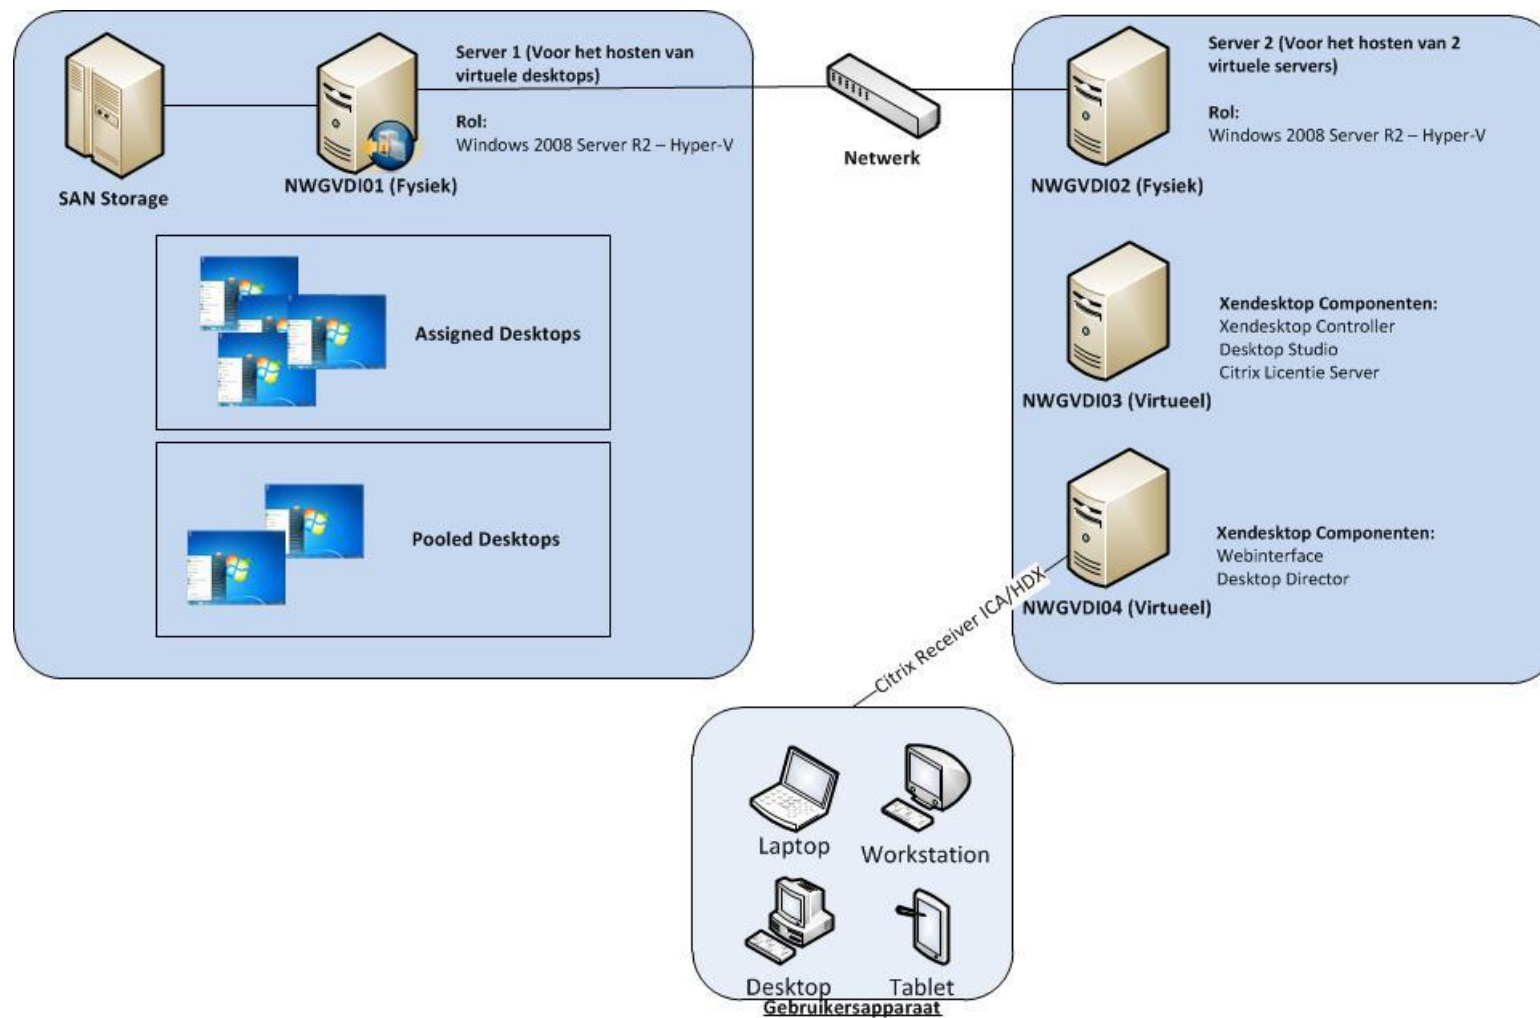 Server 1 (Voor het hosten van
virtuele desktops)
Rol:
Windows 2008 Server R2 – Hyper-V
SAN Storage
NWGVDI01 (Fysiek)
Assigned Desktops
Pooled Desktops
Netwerk
Server 2 (Voor het hosten van 2
virtuele servers)
Rol:
Windows 2008 Server R2 – Hyper-V
NWGVDI02 (Fysiek)
Xendesktop Componenten:
Xendesktop Controller
Desktop Studio
Citrix Licentie Server
NWGVDI03 (Virtueel)
Xendesktop Componenten:
Webinterface
Desktop Director
NWGVDI04 (Virtueel)
Citrix Receiver ICA/HDX
Laptop
Workstation
Desktop
Tablet
Gebruikersapparaat